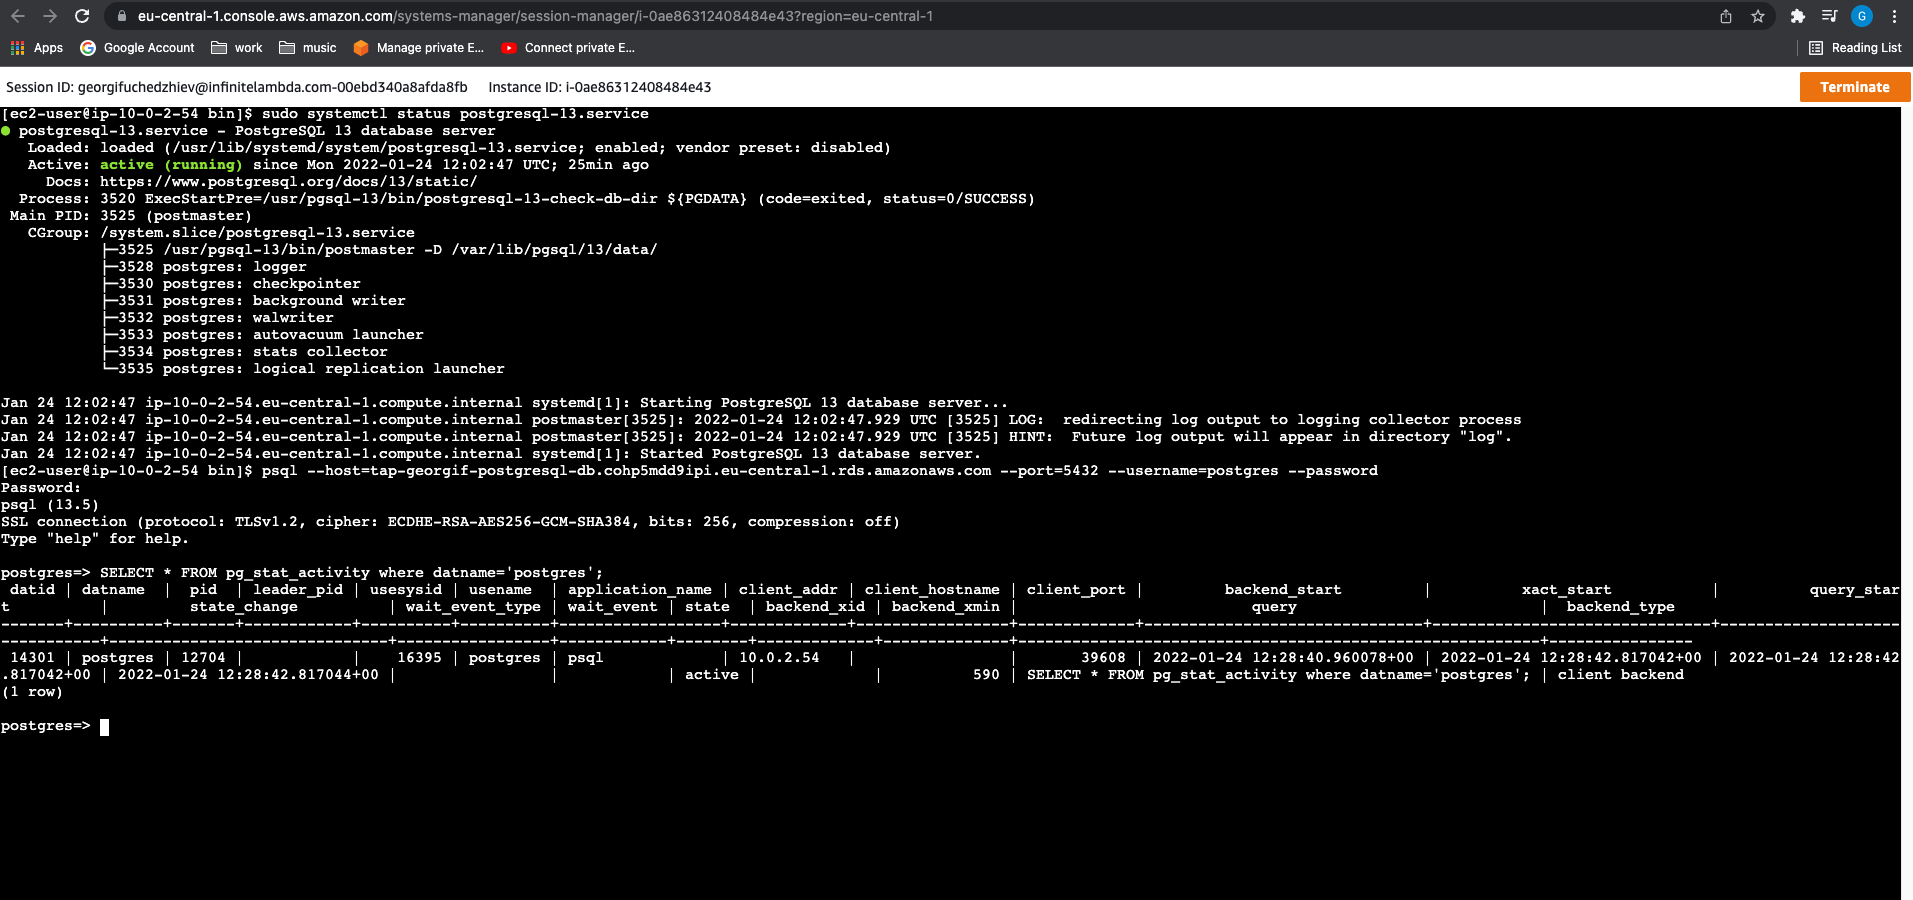 eu-central-1.console.aws.amazon.com/systems-manager/session-manager/i-0ae86312408484e43?region=eu-central-1
G
Apps Google Account work music Manage private E... Connect private E... Reading List
Session ID: georgifuchedzhiev@infinitelambda.com-00ebd340a8afda8fb Instance ID: i-0ae86312408484e43 Terminate
[ec2-user@ip-10-0-2-54 bin]$ sudo systemctl status postgresql-13.service
● postgresql-13.service - PostgreSQL 13 database server
   Loaded: loaded (/usr/lib/systemd/system/postgresql-13.service; enabled; vendor preset: disabled)
   Active: active (running) since Mon 2022-01-24 12:02:47 UTC; 25min ago
     Docs: https://www.postgresql.org/docs/13/static/
  Process: 3520 ExecStartPre=/usr/pgsql-13/bin/postgresql-13-check-db-dir ${PGDATA} (code=exited, status=0/SUCCESS)
 Main PID: 3525 (postmaster)
   CGroup: /system.slice/postgresql-13.service
           ├─3525 /usr/pgsql-13/bin/postmaster -D /var/lib/pgsql/13/data/
           ├─3528 postgres: logger
           ├─3530 postgres: checkpointer
           ├─3531 postgres: background writer
           ├─3532 postgres: walwriter
           ├─3533 postgres: autovacuum launcher
           ├─3534 postgres: stats collector
           └─3535 postgres: logical replication launcher
Jan 24 12:02:47 ip-10-0-2-54.eu-central-1.compute.internal systemd[1]: Starting PostgreSQL 13 database server...
Jan 24 12:02:47 ip-10-0-2-54.eu-central-1.compute.internal postmaster[3525]: 2022-01-24 12:02:47.929 UTC [3525] LOG:  redirecting log output to logging collector process
Jan 24 12:02:47 ip-10-0-2-54.eu-central-1.compute.internal postmaster[3525]: 2022-01-24 12:02:47.929 UTC [3525] HINT:  Future log output will appear in directory "log".
Jan 24 12:02:47 ip-10-0-2-54.eu-central-1.compute.internal systemd[1]: Started PostgreSQL 13 database server.
[ec2-user@ip-10-0-2-54 bin]$ psql --host=tap-georgif-postgresql-db.cohp5mdd9ipi.eu-central-1.rds.amazonaws.com --port=5432 --username=postgres --password
Password:
psql (13.5)
SSL connection (protocol: TLSv1.2, cipher: ECDHE-RSA-AES256-GCM-SHA384, bits: 256, compression: off)
Type "help" for help.
postgres=> SELECT * FROM pg_stat_activity where datname='postgres';
 datid | datname  |  pid  | leader_pid | usesysid | usename  | application_name | client_addr | client_hostname | client_port |         backend_start         |          xact_start           |          query_star
t          |         state_change          | wait_event_type | wait_event | state  | backend_xid | backend_xmin |                          query                           |  backend_type
-------+----------+-------+------------+----------+----------+------------------+-------------+-----------------+-------------+-------------------------------+-------------------------------+--------------------
-----------+-------------------------------+-----------------+------------+--------+-------------+--------------+----------------------------------------------------------+----------------
 14301 | postgres | 12704 |            |    16395 | postgres | psql             | 10.0.2.54   |                 |       39608 | 2022-01-24 12:28:40.960078+00 | 2022-01-24 12:28:42.817042+00 | 2022-01-24 12:28:42
.817042+00 | 2022-01-24 12:28:42.817044+00 |                 |            | active |             |          590 | SELECT * FROM pg_stat_activity where datname='postgres'; | client backend
(1 row)
postgres=>